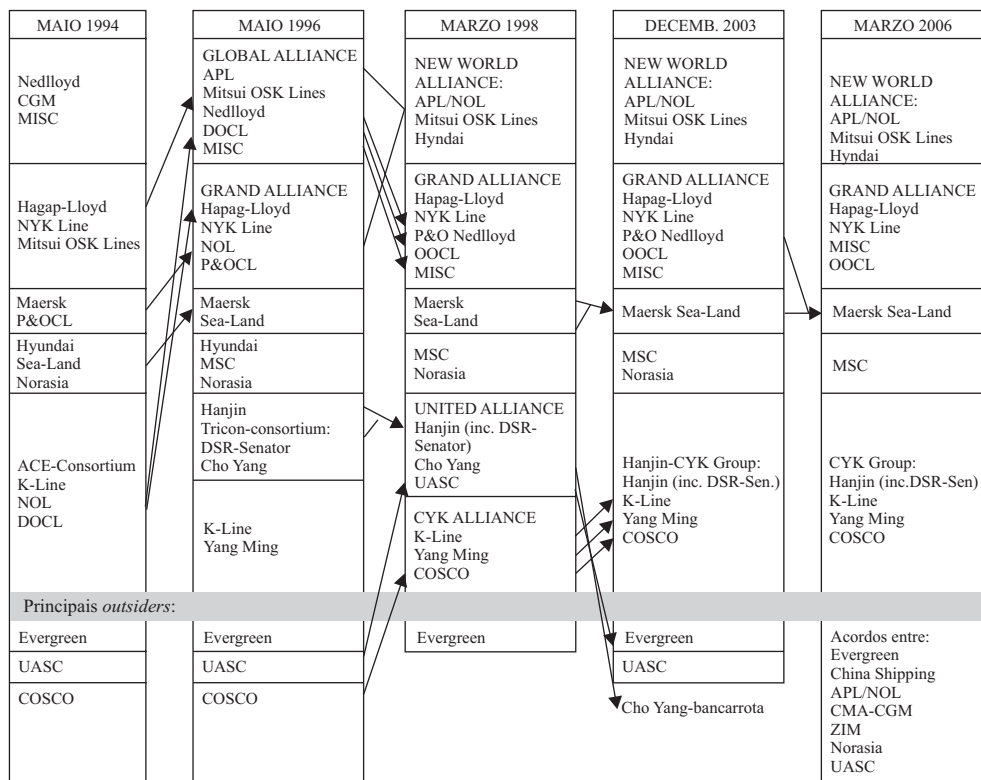 MAIO 1994
Nedlloyd
CGM
MISC
Hagap-Lloyd
NYK Line
Mitsui OSK Lines
Maersk
P&OCL
Hyundai
Sea-Land
Norasia
ACE-Consortium
K-Line
NOL
DOCL
MAIO 1996
GLOBAL ALLIANCE
APL
Mitsui OSK Lines
Nedlloyd
DOCL
MISC
GRAND ALLIANCE
Hapag-Lloyd
NYK Line
NOL
P&OCL
Maersk
Sea-Land
Hyundai
MSC
Norasia
Hanjin
Tricon-consortium:
DSR-Senator
Cho Yang
K-Line
Yang Ming
MARZO 1998
NEW WORLD
ALLIANCE:
APL/NOL
Mitsui OSK Lines
Hyndai
GRAND ALLIANCE
Hapag-Lloyd
NYK Line
P&O Nedlloyd
OOCL
MISC
Maersk
Sea-Land
MSC
Norasia
UNITED ALLIANCE
Hanjin (inc. DSR-
Senator)
Cho Yang
UASC
CYK ALLIANCE
K-Line
Yang Ming
COSCO
DECEMB. 2003
NEW WORLD
ALLIANCE:
APL/NOL
Mitsui OSK Lines
Hyndai
GRAND ALLIANCE
Hapag-Lloyd
NYK Line
P&O Nedlloyd
OOCL
MISC
Maersk Sea-Land
MSC
Norasia
Hanjin-CYK Group:
Hanjin (inc. DSR-Sen.)
K-Line
Yang Ming
COSCO
MARZO 2006
NEW WORLD
ALLIANCE:
APL/NOL
Mitsui OSK Lines
Hyndai
GRAND ALLIANCE
Hapag-Lloyd
NYK Line
MISC
OOCL
Maersk Sea-Land
MSC
CYK Group:
Hanjin (inc.DSR-Sen)
K-Line
Yang Ming
COSCO
Principais outsiders:
Evergreen
UASC
COSCO
Evergreen
UASC
COSCO
Evergreen
Evergreen
UASC
Cho Yang-bancarrota
Acordos entre:
Evergreen
China Shipping
APL/NOL
CMA-CGM
ZIM
Norasia
UASC